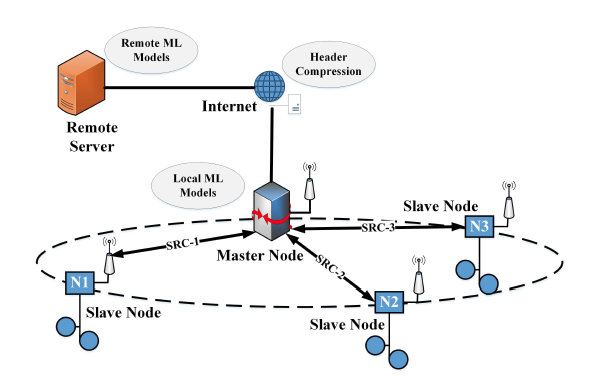 Remote ML
Models
Header
Compression
Internet
Remote
Server
Local ML
Models
Slave Node
N3
SRC-3
SRC-1
Master Node
SRC-2
N1
Slave Node
N2
Slave Node